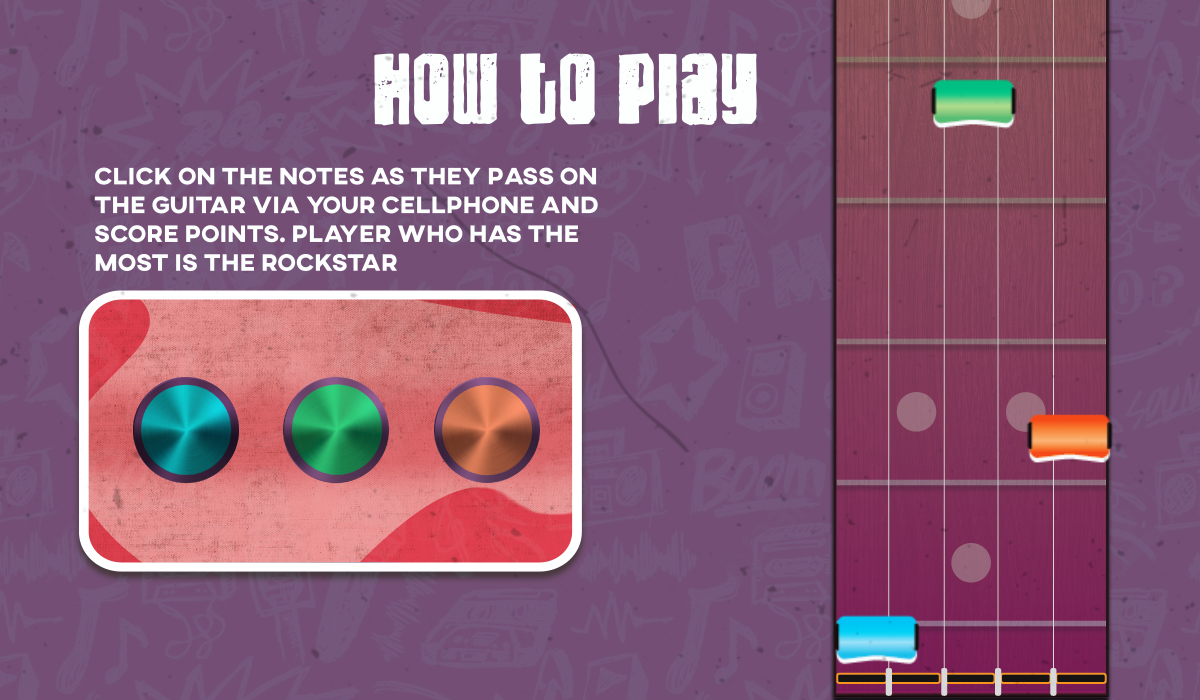 How to Play
CLICK ON THE NOTES AS THEY PASS ON
THE GUITAR VIA YOUR CELLPHONE AND
SCORE POINTS. PLAYER WHO HAS THE
MOST IS THE ROCKSTAR
BOOM